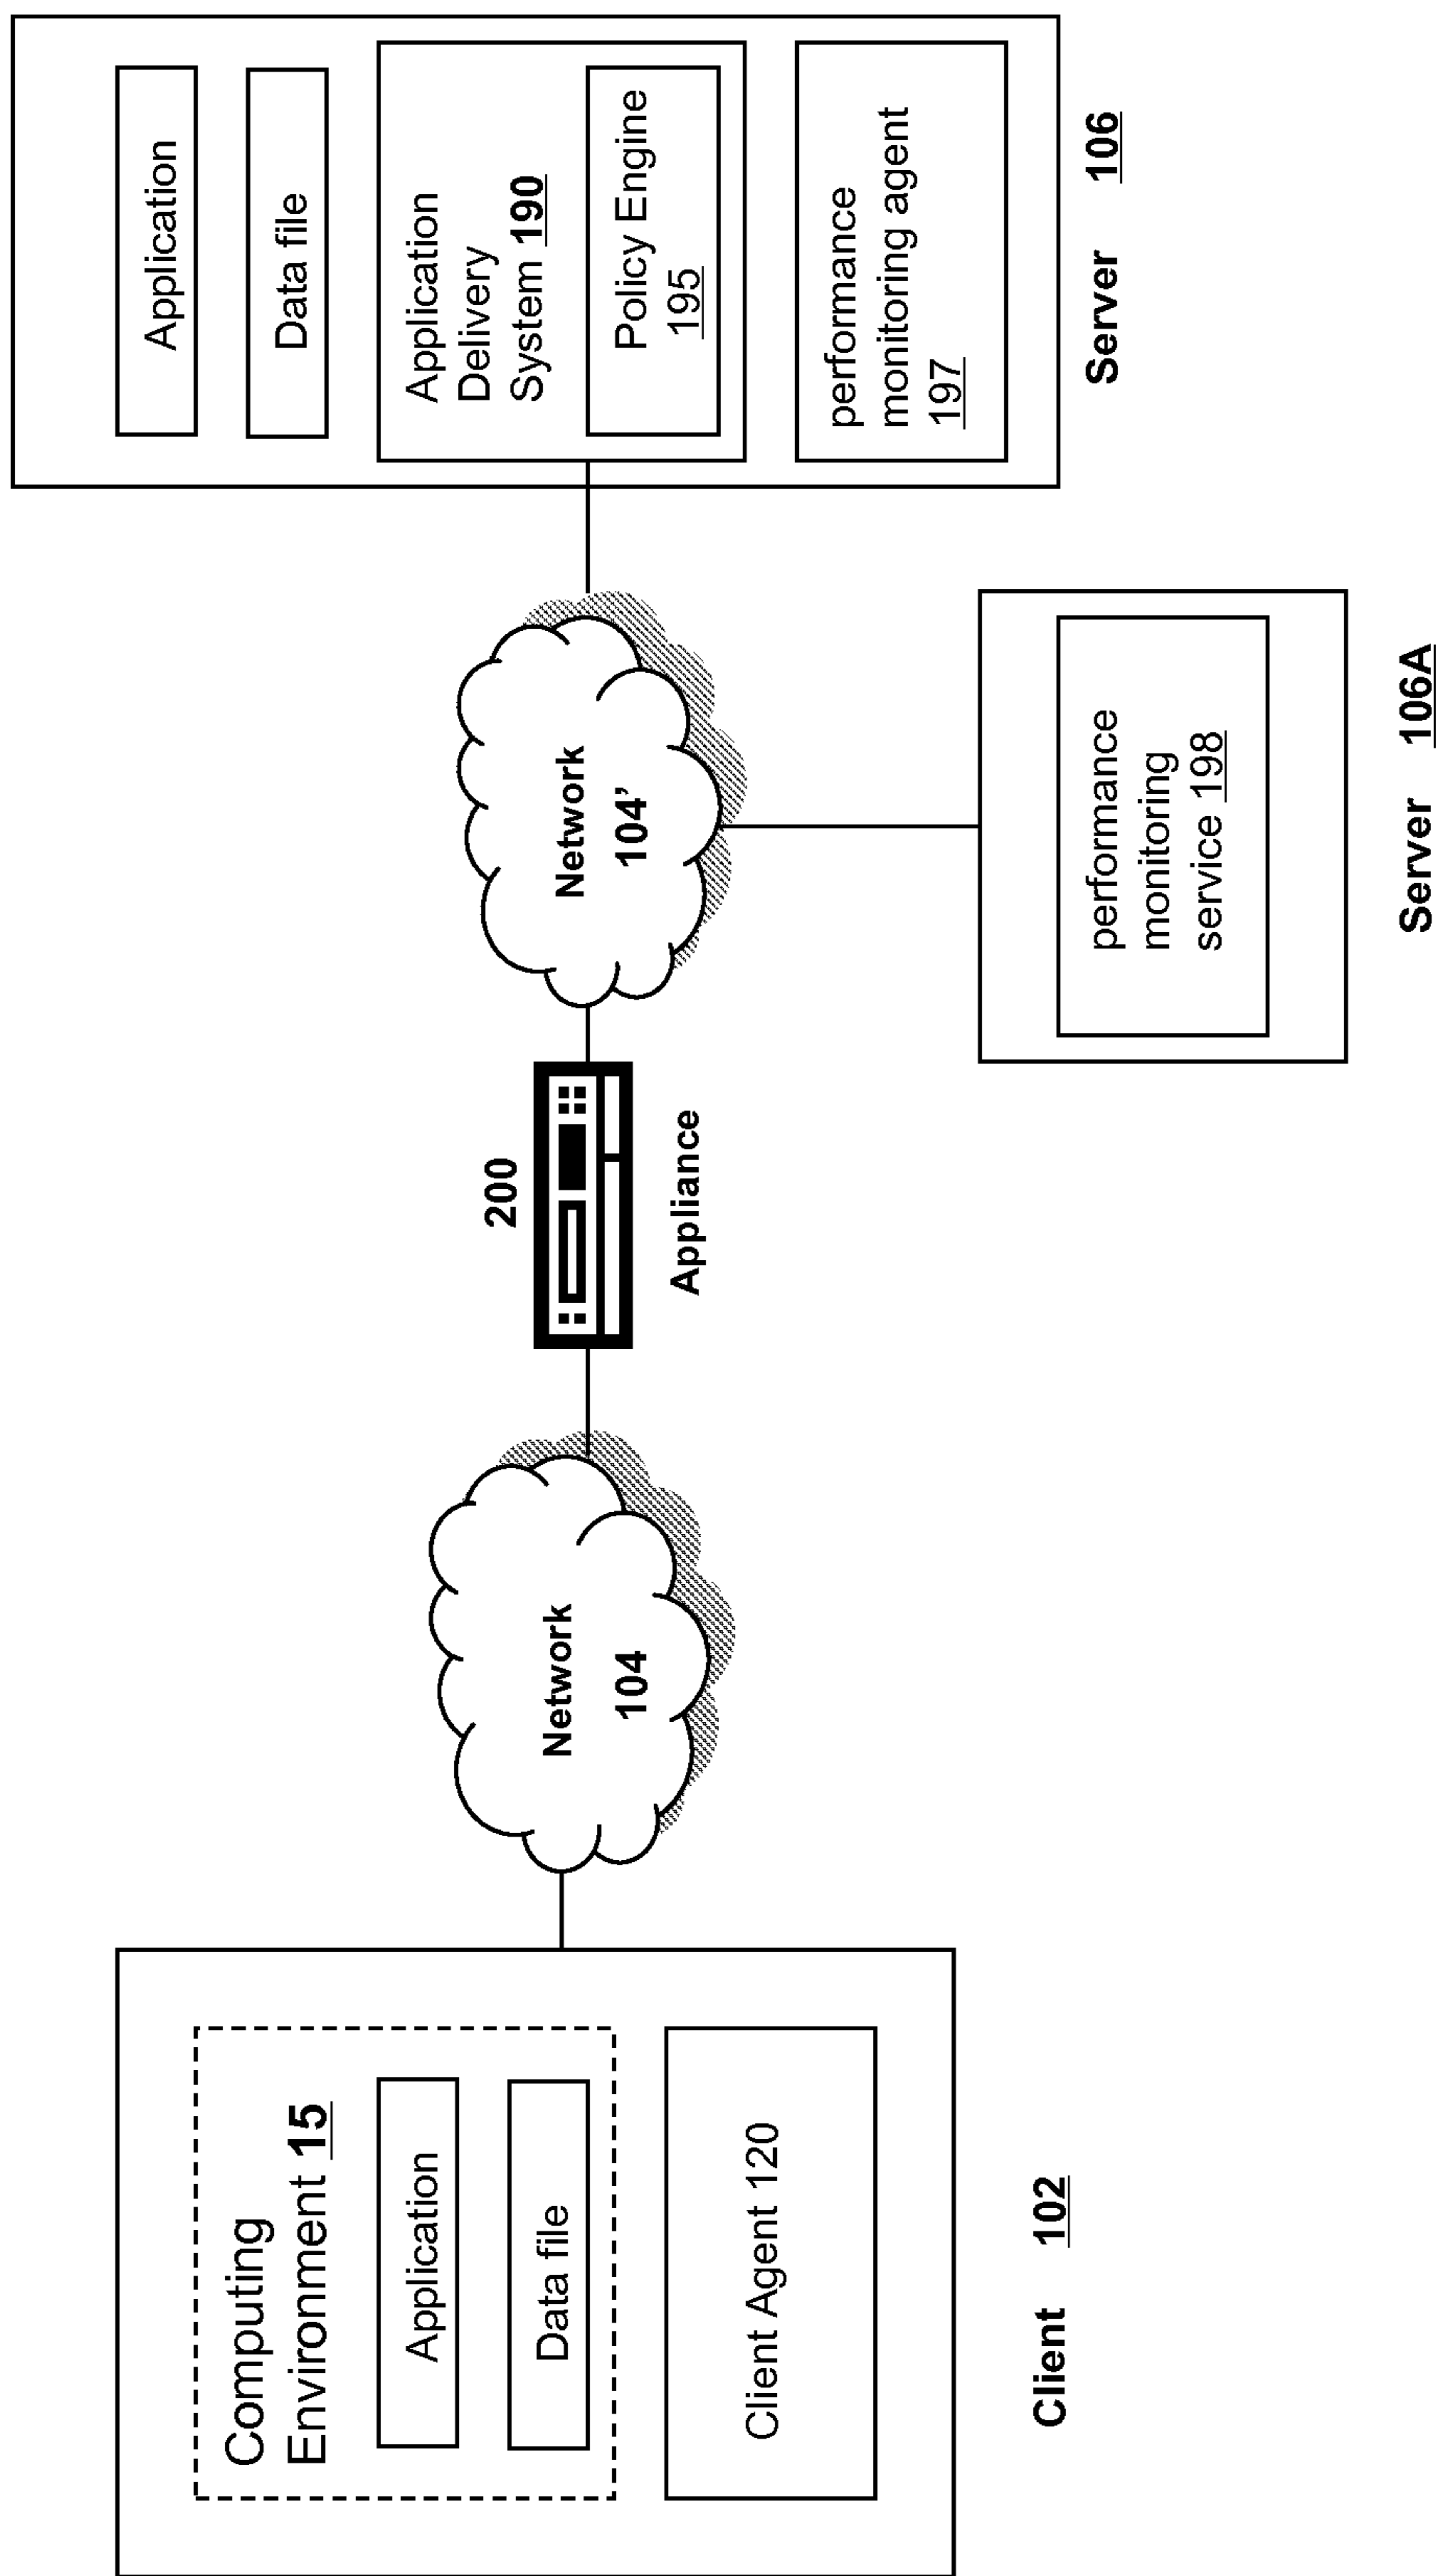 Computing
Environment 15
Application
Data file
Client Agent 120
Client 102
Network
104
200
Appliance
Network
104’
performance
monitoring
service 198
Server 106A
Application
Data file
Application
Delivery
System 190
Policy Engine
195
performance
monitoring agent
197
Server 106